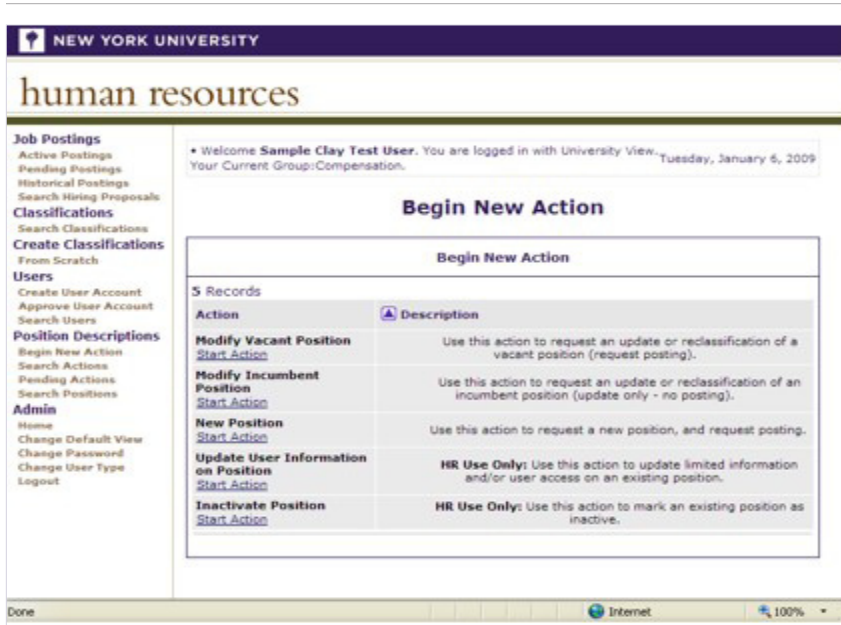 NEW YORK UNIVERSITY
human resources
Job Postings
Active Postings
Pending Postings
Historical Postings
Search Hiring Proposals
Classifications
Search Classifications
Create Classifications
From Scratch
Users
Create User Account
Approve User Account
Search Users
Position Descriptions
Begin New Action
Search Actions
Pending Actions
Search Positions
Admin
Home
Change Default View
Change Password
Change User Type
Logout
• Welcome Sample Clay Test User. You are logged in with University View.
Your Current Group:Compensation.
Tuesday, January 6, 2009
Begin New Action
Begin New Action
5 Records
Action Description
Modify Vacant Position
Start Action
Use this action to request an update or reclassification of a
vacant position (request posting).
Modify Incumbent
Position
Start Action
Use this action to request an update or reclassification of an
incumbent position (update only - no posting).
New Position
Start Action
Use this action to request a new position, and request posting.
Update User Information
on Position
Start Action
HR Use Only: Use this action to update limited information
and/or user access on an existing position.
Inactivate Position
Start Action
HR Use Only: Use this action to mark an existing position as
inactive.
Done Internet 100%